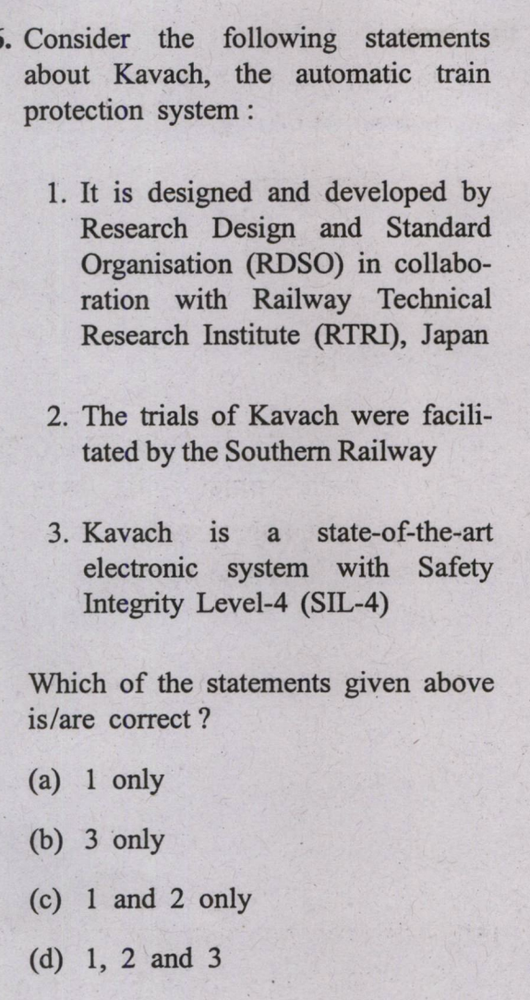 5. Consider the following statements
about Kavach, the automatic train
protection system :
1. It is designed and developed by
Research Design and Standard
Organisation (RDSO) in collabo-
ration with Railway Technical
Research Institute (RTRI), Japan
2. The trials of Kavach were facili-
tated by the Southern Railway
3. Kavach is a state-of-the-art
electronic system with Safety
Integrity Level-4 (SIL-4)
Which of the statements given above
is/are correct ?
(a) 1 only
(b) 3 only
(c) 1 and 2 only
(d) 1, 2 and 3